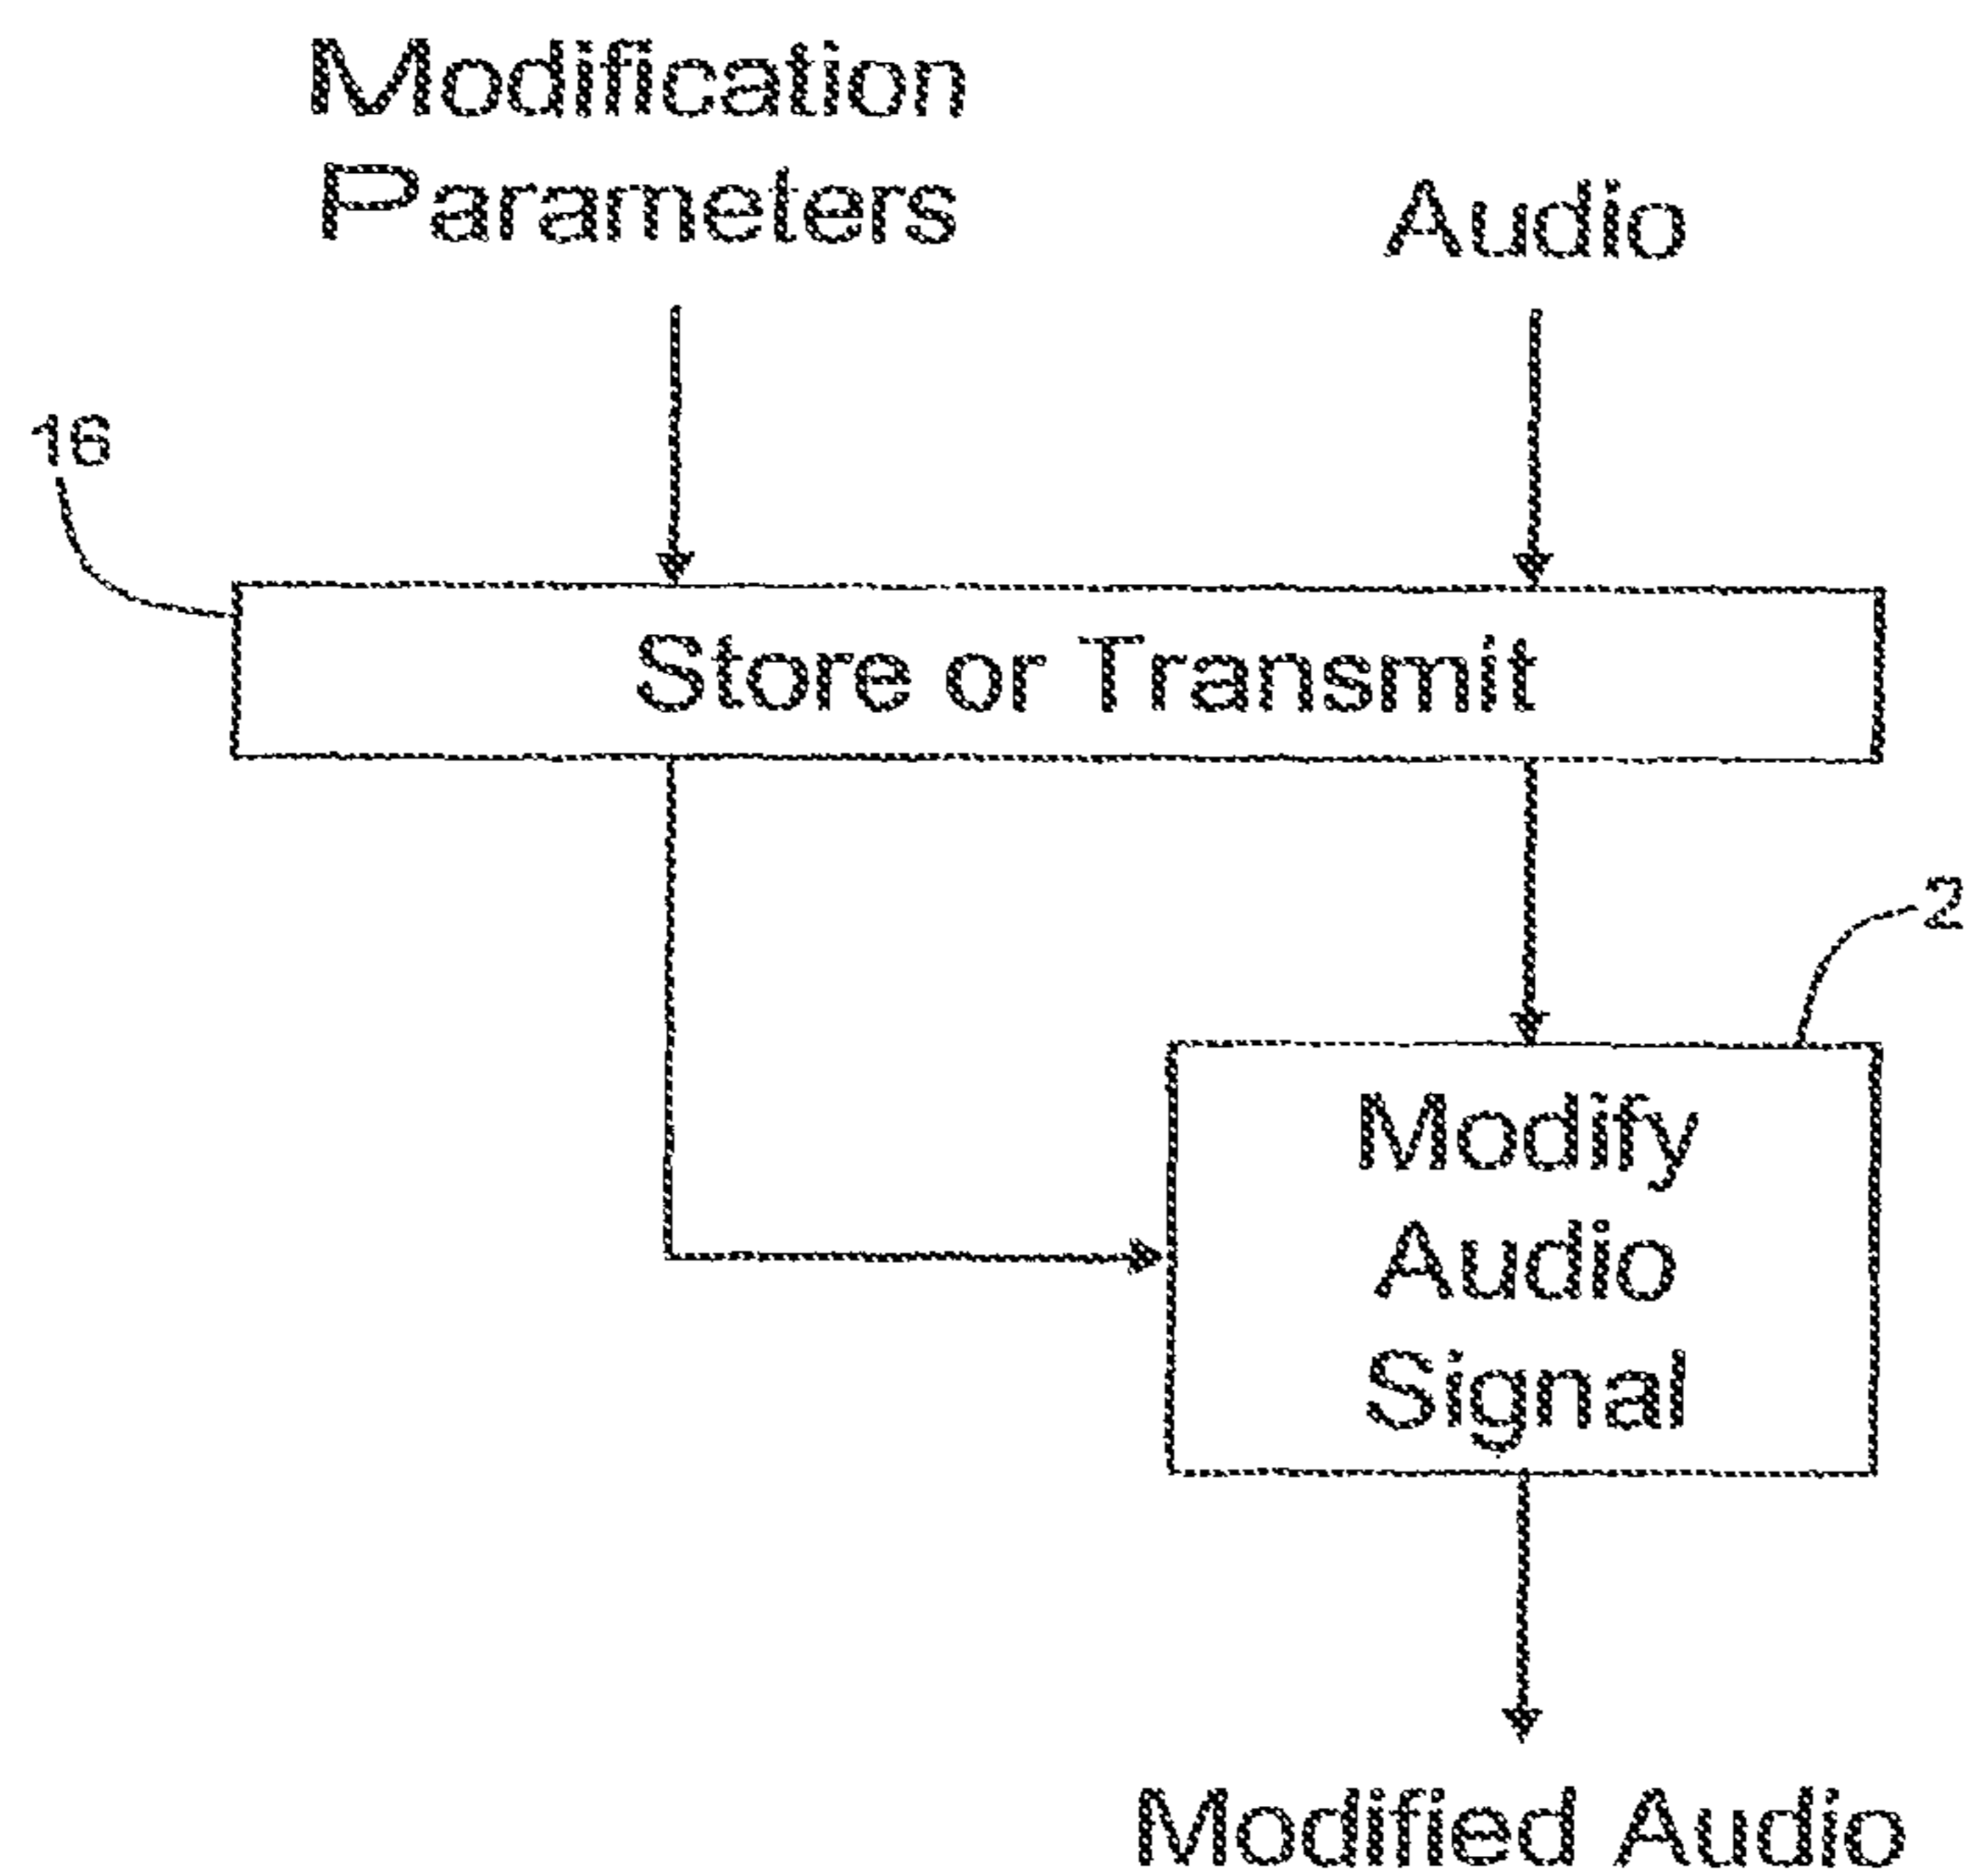 Modification
Parameters
Audio
16
Store or Transmit
2
Modify
Audio
Signal
Modified Audio